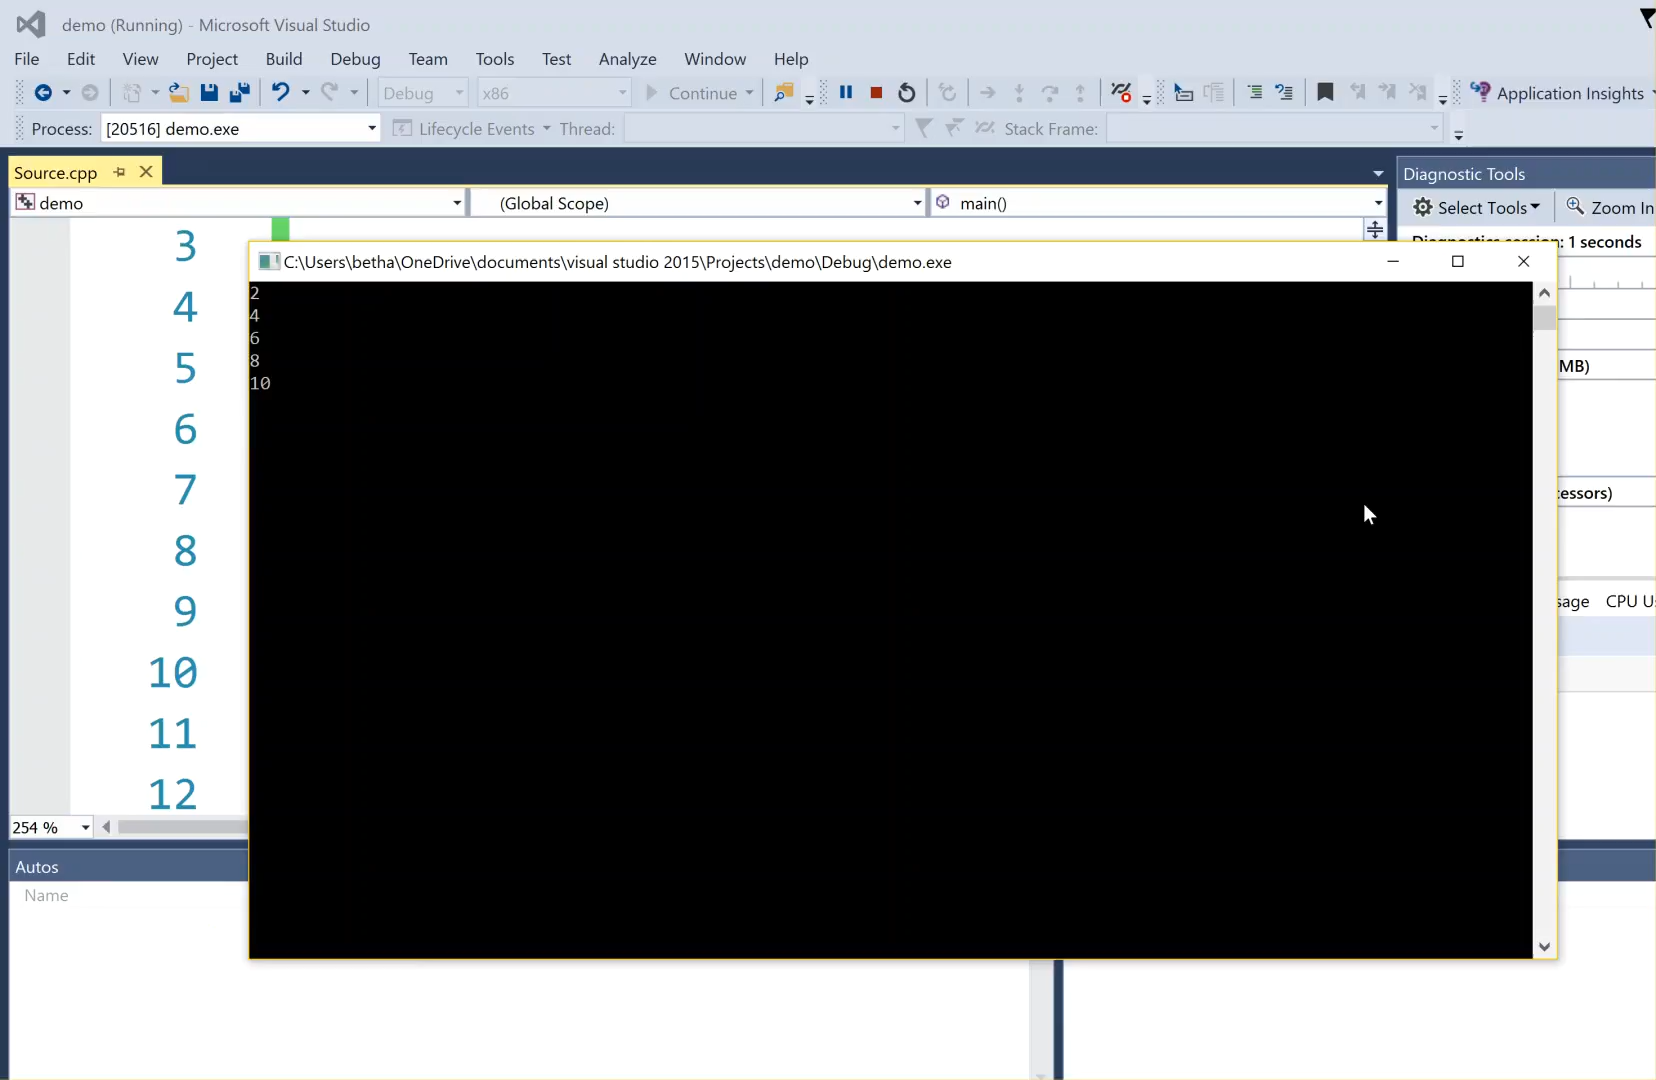 demo (Running) - Microsoft Visual Studio
File Edit View Project Build Debug Team Tools Test Analyze Window Help
Debug x86 Continue Application Insights
Process: [20516] demo.exe Lifecycle Events Thread: Stack Frame:
Source.cpp
Diagnostic Tools
demo (Global Scope) main()
Select Tools Zoom In
Diagnostics session: 1 seconds
3
C:\Users\betha\OneDrive\documents\visual studio 2015\Projects\demo\Debug\demo.exe
2
4
6
8
10
4
5
6
7
8
9
10
11
12
MB)
cessors)
sage CPU Us
254 %
Autos
Name